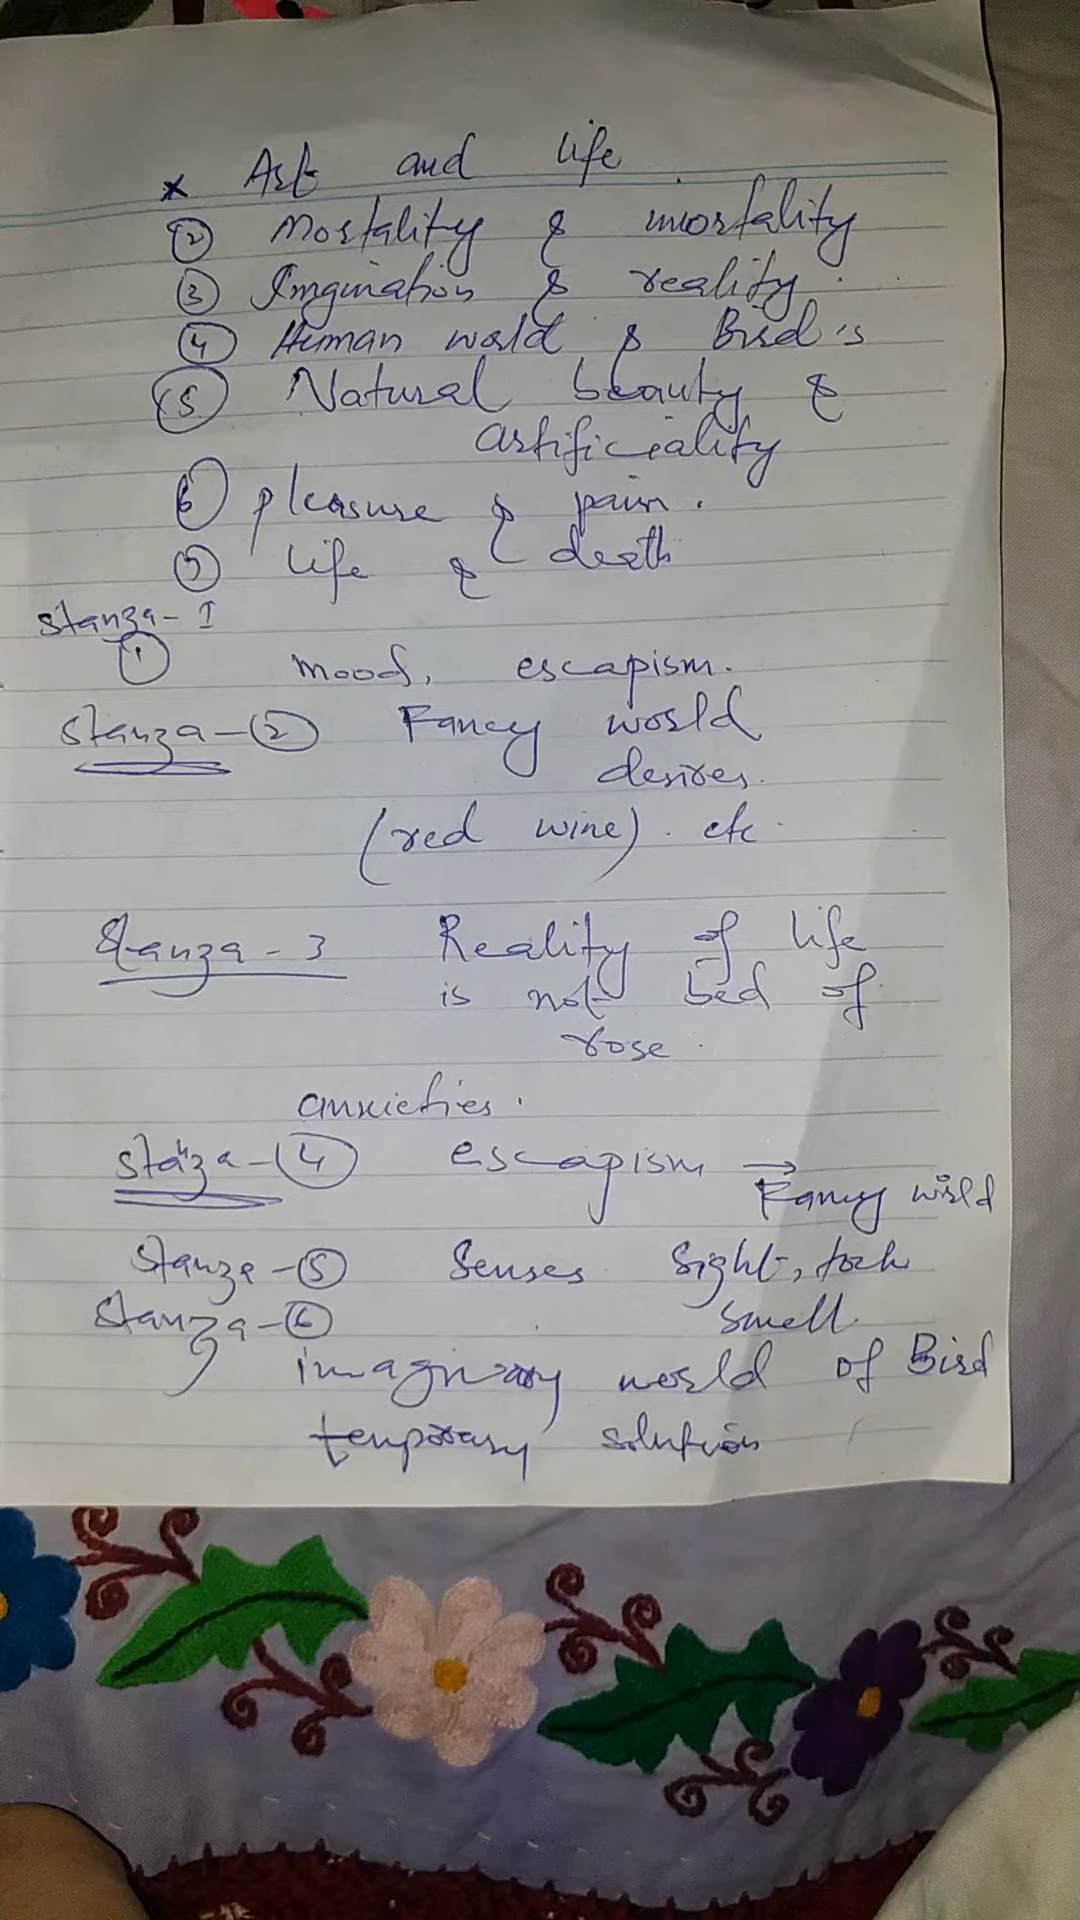 x Art and life
② Mortality & mortality
③ Imgination & reality.
④ Human world & Bird's
⑤ Natural beauty &
artificiality
⑥ pleasure & pain.
⑦ life & death
Stanza - I
① mood, escapism.
Stanza - ② Fancy world
desires.
(red wine). etc.
Stanza - 3 Reality of life
is not bed of
rose.
anxieties.
Stanza - ④ escapism →
Fancy world
Stanza - ⑤ Senses Sight,
Stanza - ⑥ Smell
imaginary world of Bird
temporary solution